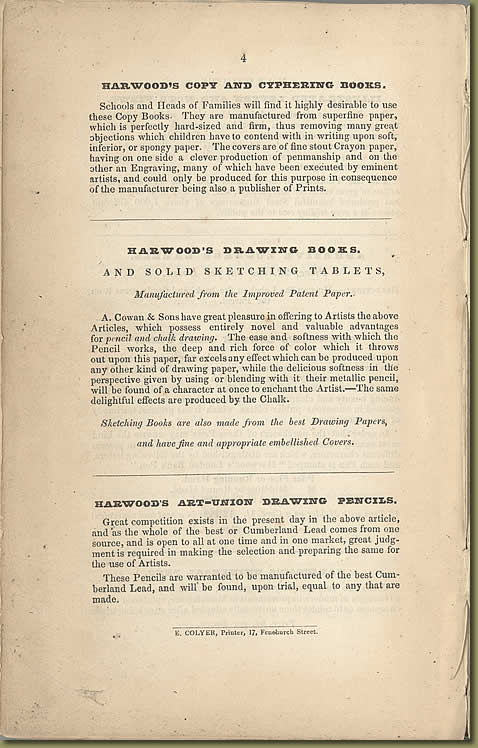 4
HARWOOD'S COPY AND CYPHERING BOOKS.
Schools and Heads of Families will find it highly desirable to use
these Copy Books. They are manufactured from superfine paper,
which is perfectly hard-sized and firm, thus removing many great
objections which children have to contend with in writing upon soft,
inferior, or spongy paper. The covers are of fine stout Crayon paper,
having on one side a clever production of penmanship and on the
other an Engraving, many of which have been executed by eminent
artists, and could only be produced for this purpose in consequence
of the manufacturer being also a publisher of Prints.
HARWOOD'S DRAWING BOOKS.
AND SOLID SKETCHING TABLETS,
Manufactured from the Improved Patent Paper.
A. Cowan & Sons have great pleasure in offering to Artists the above
Articles, which possess entirely novel and valuable advantages
for pencil and chalk drawing. The ease and softness with which the
Pencil works, the deep and rich force of color which it throws
out upon this paper, far excels any effect which can be produced upon
any other kind of drawing paper, while the delicious softness in the
perspective given by using or blending with it their metallic pencil,
will be found of a character at once to enchant the Artist.—The same
delightful effects are produced by the Chalk.
Sketching Books are also made from the best Drawing Papers,
and have fine and appropriate embellished Covers.
HARWOOD'S ART-UNION DRAWING PENCILS.
Great competition exists in the present day in the above article,
and as the whole of the best or Cumberland Lead comes from one
source, and is open to all at one time and in one market, great judg-
ment is required in making the selection and preparing the same for
the use of Artists.
These Pencils are warranted to be manufactured of the best Cum-
berland Lead, and will be found, upon trial, equal to any that are
made.
E. COLYER, Printer, 17, Fenchurch Street.